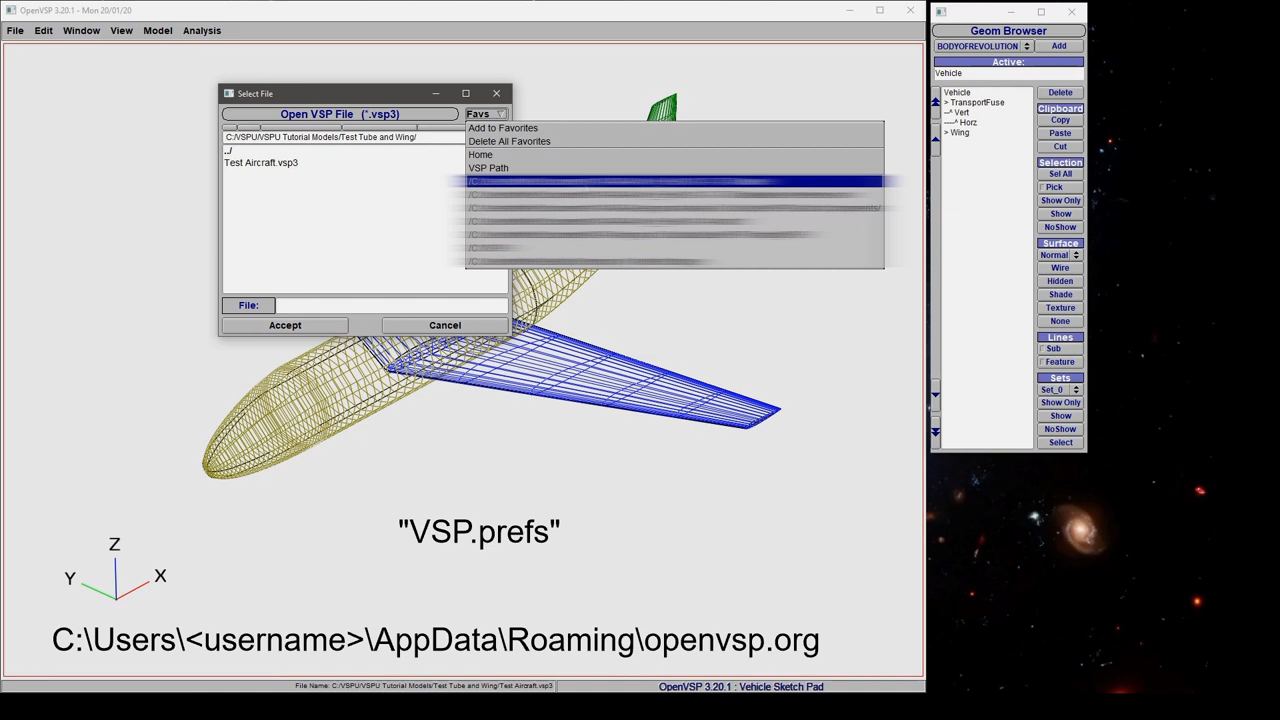 OpenVSP 3.20.1 - Mon 20/01/20
File Edit Window View Model Analysis
Select File
Open VSP File (*.vsp3)
Favs
C:/VSPU/VSPU Tutorial Models/Test Tube and Wing/
../
Test Aircraft.vsp3
Add to Favorites
Delete All Favorites
Home
VSP Path
File:
Accept Cancel
"VSP.prefs"
Z
Y X
C:\Users\<username>\AppData\Roaming\openvsp.org
File Name: C:/VSPU/VSPU Tutorial Models/Test Tube and Wing/Test Aircraft.vsp3
OpenVSP 3.20.1 : Vehicle Sketch Pad
Geom Browser
BODYOFREVOLUTION Add
Active:
Vehicle
Vehicle
> TransportFuse
--^ Vert
----^ Horz
> Wing
Delete
Clipboard
Copy
Paste
Cut
Selection
Sel All
Pick
Show Only
Show
NoShow
Surface
Normal
Wire
Hidden
Shade
Texture
None
Lines
Sub
Feature
Sets
Set_0
Show Only
Show
NoShow
Select